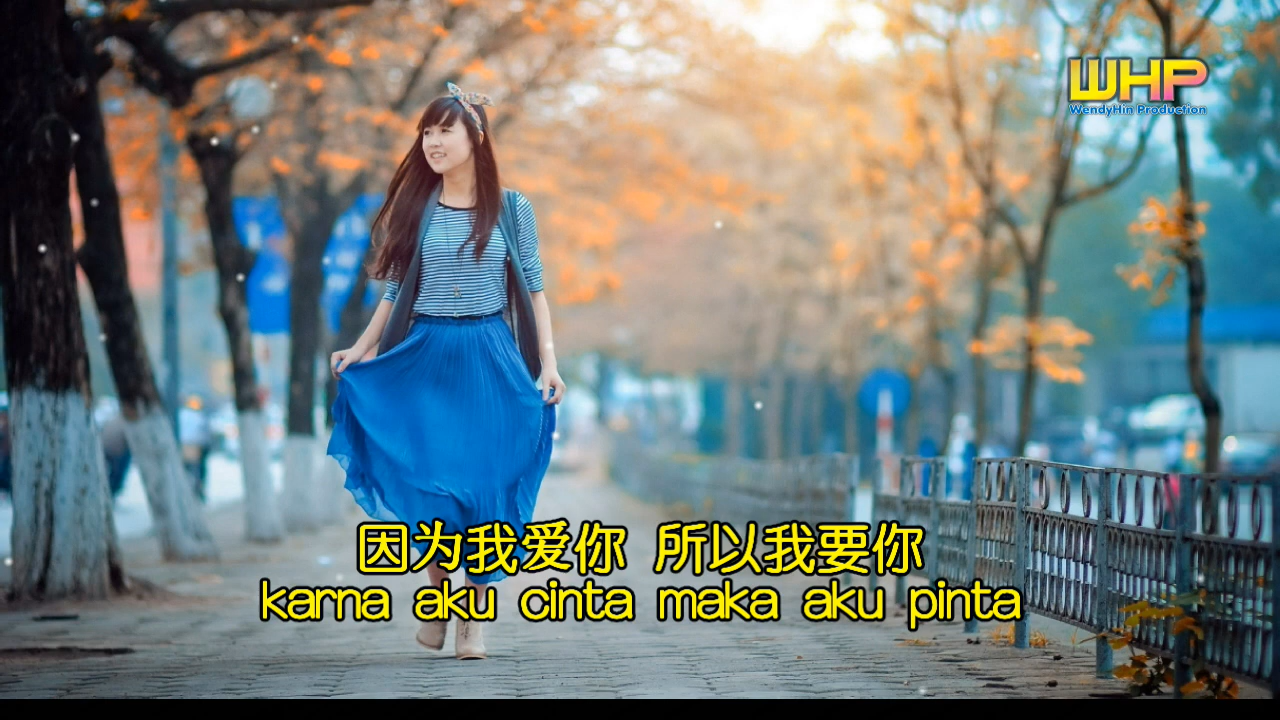 WHP
WendyHin Production
因为我爱你 所以我要你
karna aku cinta maka aku pinta